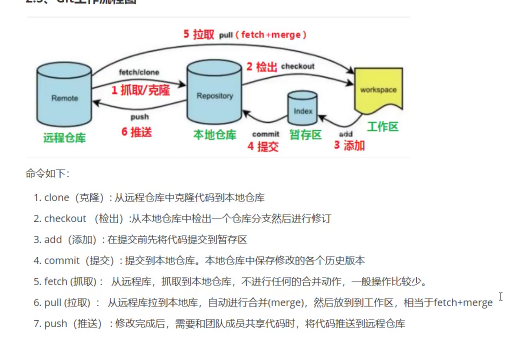 2.3、Git工作流程图
5 拉取 pull ( fetch+merge )
fetch/clone
2 检出 checkout
1 抓取/克隆
Remote
Repository
workspace
push
Index
远程仓库
6 推送
本地仓库
commit
暂存区
add
工作区
4 提交
3 添加
命令如下：
1. clone（克隆）: 从远程仓库中克隆代码到本地仓库
2. checkout （检出）:从本地仓库中检出一个仓库分支然后进行修订
3. add（添加）: 在提交前先将代码提交到暂存区
4. commit（提交）: 提交到本地仓库。本地仓库中保存修改的各个历史版本
5. fetch (抓取) ： 从远程库，抓取到本地仓库，不进行任何的合并动作，一般操作比较少。
6. pull (拉取) ： 从远程库拉到本地库，自动进行合并(merge)，然后放到到工作区，相当于fetch+merge
7. push（推送） : 修改完成后，需要和团队成员共享代码时，将代码推送到远程仓库